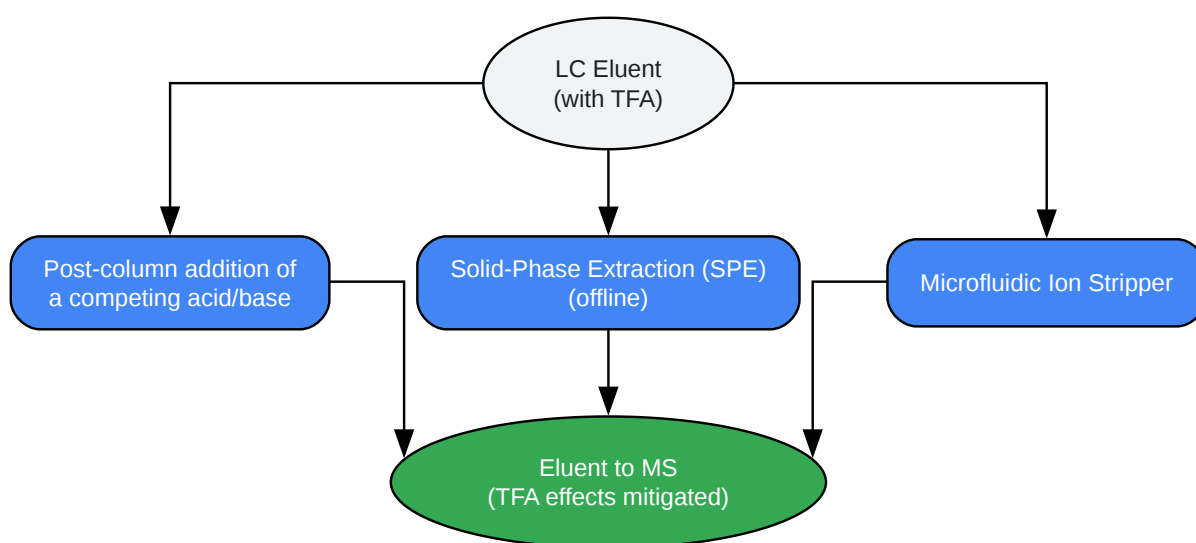 LC Eluent
(with TFA)
Post-column addition of
a competing acid/base
Solid-Phase Extraction (SPE)
(offline)
Microfluidic Ion Stripper
Eluent to MS
(TFA effects mitigated)